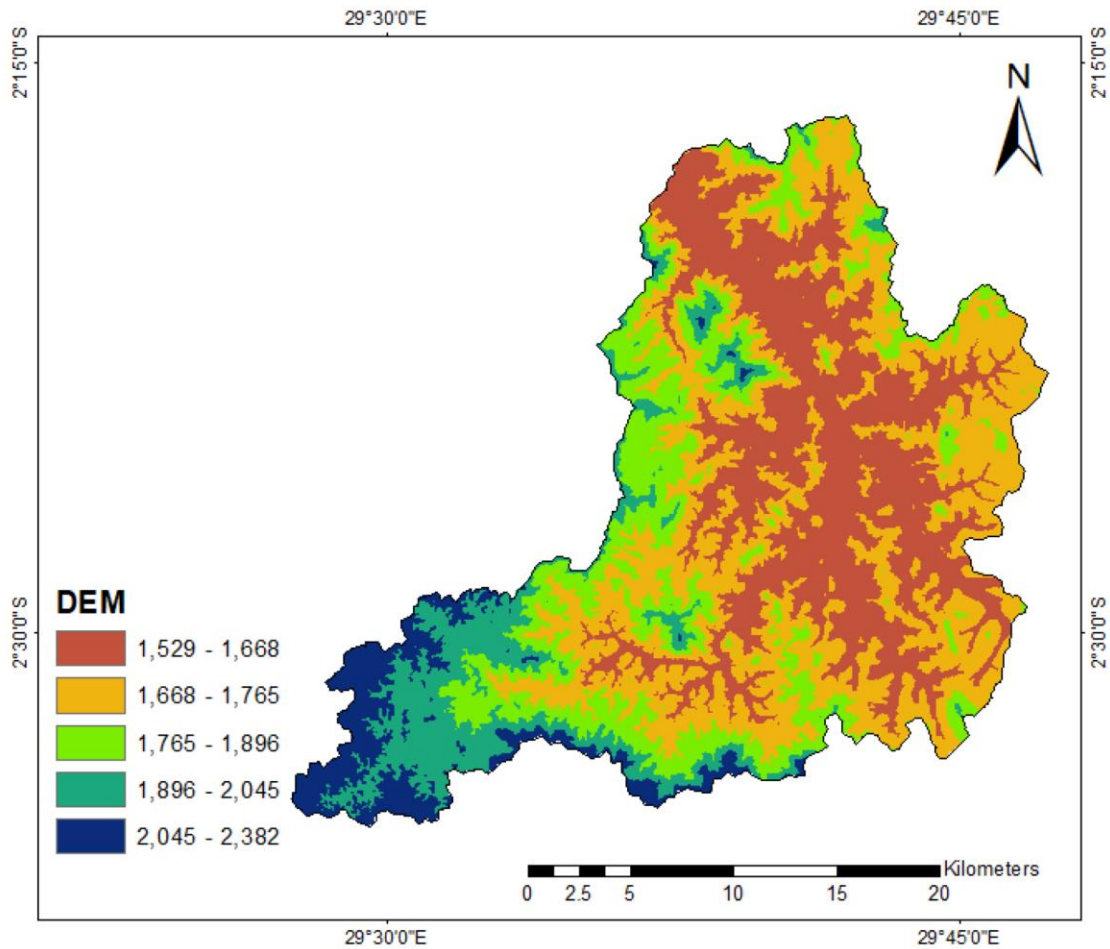 29°30'0"E 29°45'0"E
2°15'0"S 2°15'0"S
N
2°30'0"S 2°30'0"S
DEM
1,529 - 1,668
1,668 - 1,765
1,765 - 1,896
1,896 - 2,045
2,045 - 2,382
Kilometers
0 2.5 5 10 15 20
29°30'0"E 29°45'0"E